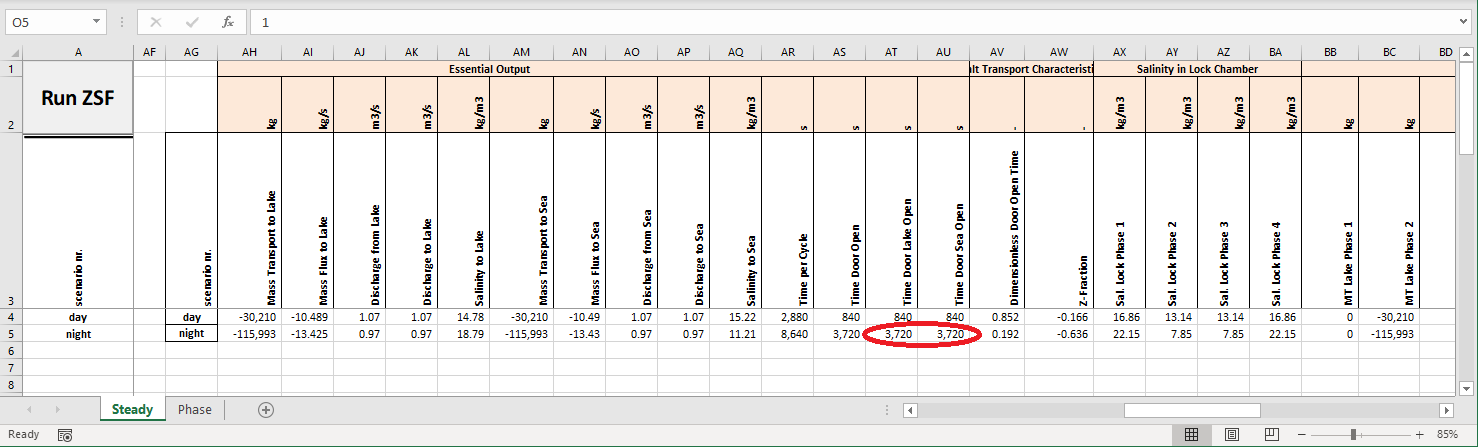 O5 fx 1
A AF AG AH AI AJ AK AL AM AN AO AP AQ AR AS AT AU AV AW AX AY AZ BA BB BC BD
1 Essential Output lt Transport Characteristi Salinity in Lock Chamber
Run ZSF
2 kg kg/s m3/s m3/s kg/m3 kg kg/s m3/s m3/s kg/m3 s s s s - - kg/m3 kg/m3 kg/m3 kg/m3 kg kg
3 scenario nr. scenario nr. Mass Transport to Lake Mass Flux to Lake Discharge from Lake Discharge to Lake Salinity to Lake Mass Transport to Sea Mass Flux to Sea Discharge from Sea Discharge to Sea Salinity to Sea Time per Cycle Time Door Open Time Door Lake Open Time Door Sea Open Dimensionless Door Open Time Z-Fraction Sal. Lock Phase 1 Sal. Lock Phase 2 Sal. Lock Phase 3 Sal. Lock Phase 4 MT Lake Phase 1 MT Lake Phase 2
4 day day -30,210 -10.489 1.07 1.07 14.78 -30,210 -10.49 1.07 1.07 15.22 2,880 840 840 840 0.852 -0.166 16.86 13.14 13.14 16.86 0 -30,210
5 night night -115,993 -13.425 0.97 0.97 18.79 -115,993 -13.43 0.97 0.97 11.21 8,640 3,720 3,720 3,720 0.192 -0.636 22.15 7.85 7.85 22.15 0 -115,993
6
7
8
Steady Phase
Ready 85%